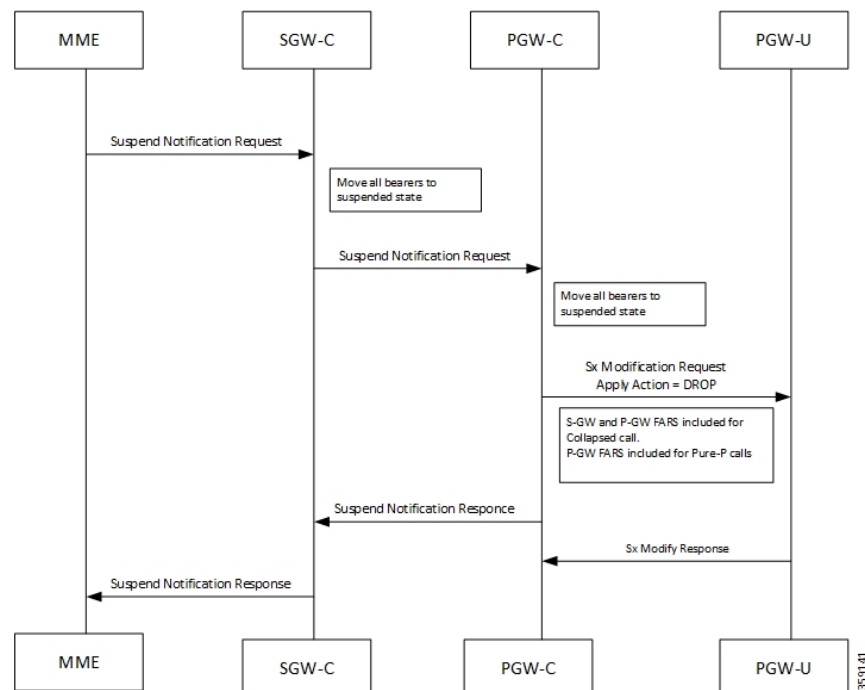 MME
SGW-C
PGW-C
PGW-U
Suspend Notification Request
Move all bearers to
suspended state
Suspend Notification Request
Move all bearers to
suspended state
Sx Modification Request
Apply Action = DROP
S-GW and P-GW FARS included for
Collapsed call.
P-GW FARS included for Pure-P calls
Suspend Notification Responce
Sx Modify Response
Suspend Notification Response
MME
SGW-C
PGW-C
PGW-U
359141